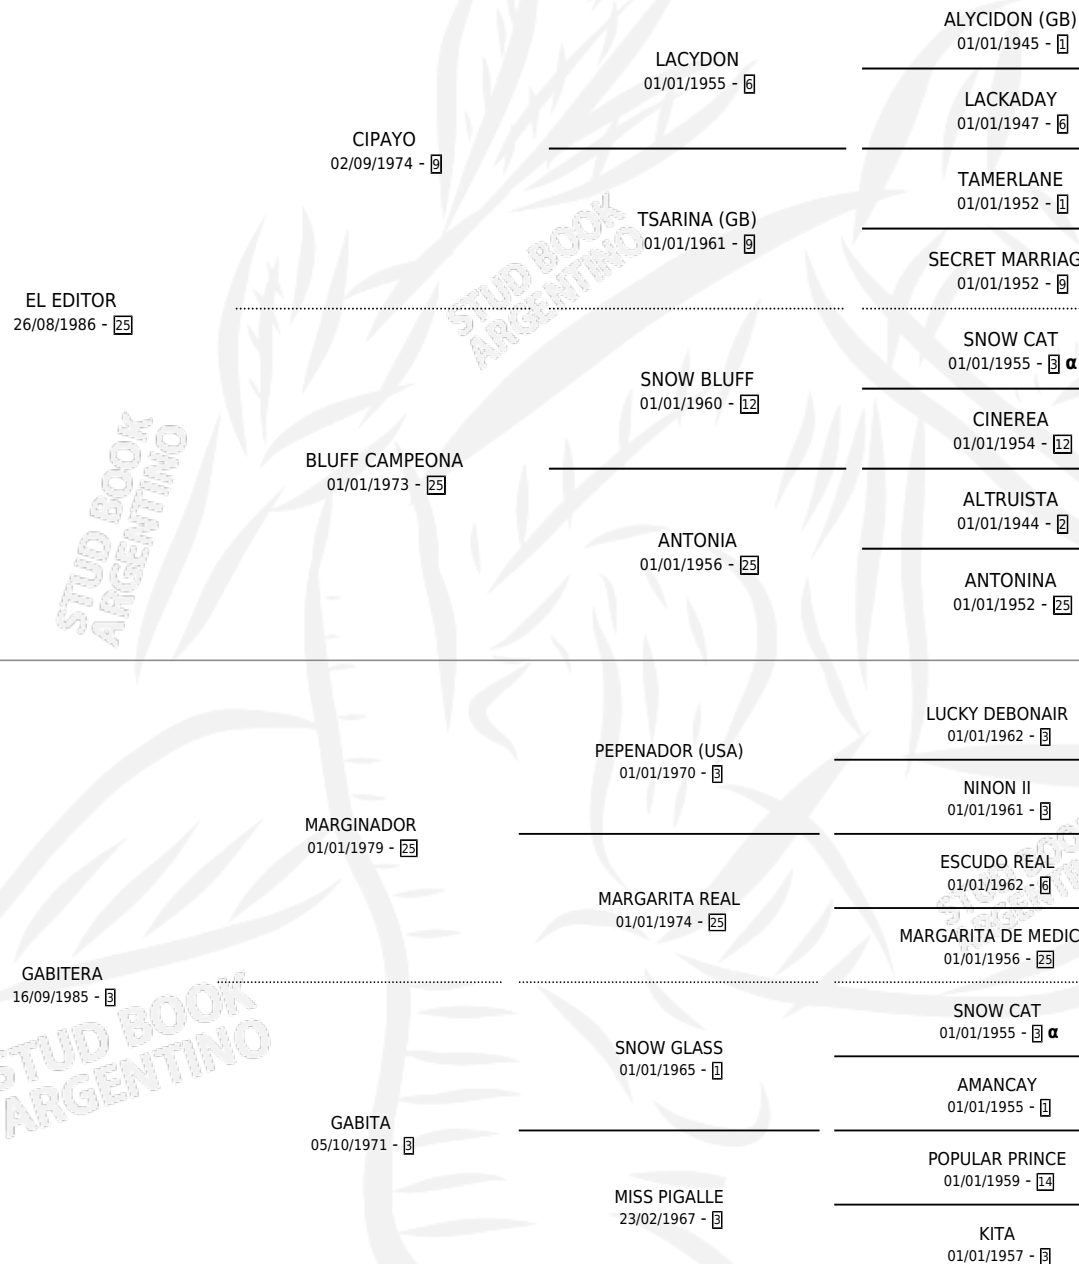 ALYCIDON (GB)
01/01/1945 - 1
LACYDON
01/01/1955 - 6
LACKADAY
01/01/1947 - 6
CIPAYO
02/09/1974 - 9
TAMERLANE
01/01/1952 - 1
TSARINA (GB)
01/01/1961 - 9
SECRET MARRIAG
01/01/1952 - 9
EL EDITOR
26/08/1986 - 25
SNOW CAT
01/01/1955 - 3 α
SNOW BLUFF
01/01/1960 - 12
CINEREA
01/01/1954 - 12
BLUFF CAMPEONA
01/01/1973 - 25
ALTRUISTA
01/01/1944 - 2
ANTONIA
01/01/1956 - 25
ANTONINA
01/01/1952 - 25
LUCKY DEBONAIR
01/01/1962 - 3
PEPENADOR (USA)
01/01/1970 - 3
NINON II
01/01/1961 - 3
MARGINADOR
01/01/1979 - 25
ESCUDO REAL
01/01/1962 - 6
MARGARITA REAL
01/01/1974 - 25
MARGARITA DE MEDIC
01/01/1956 - 25
GABITERA
16/09/1985 - 3
SNOW CAT
01/01/1955 - 3 α
SNOW GLASS
01/01/1965 - 1
AMANCAY
01/01/1955 - 1
GABITA
05/10/1971 - 3
POPULAR PRINCE
01/01/1959 - 14
MISS PIGALLE
23/02/1967 - 3
KITA
01/01/1957 - 3
STUD BOOK
ARGENTINO
STUD BOOK
ARGENTINO
STUD BOOK
ARGENTINO